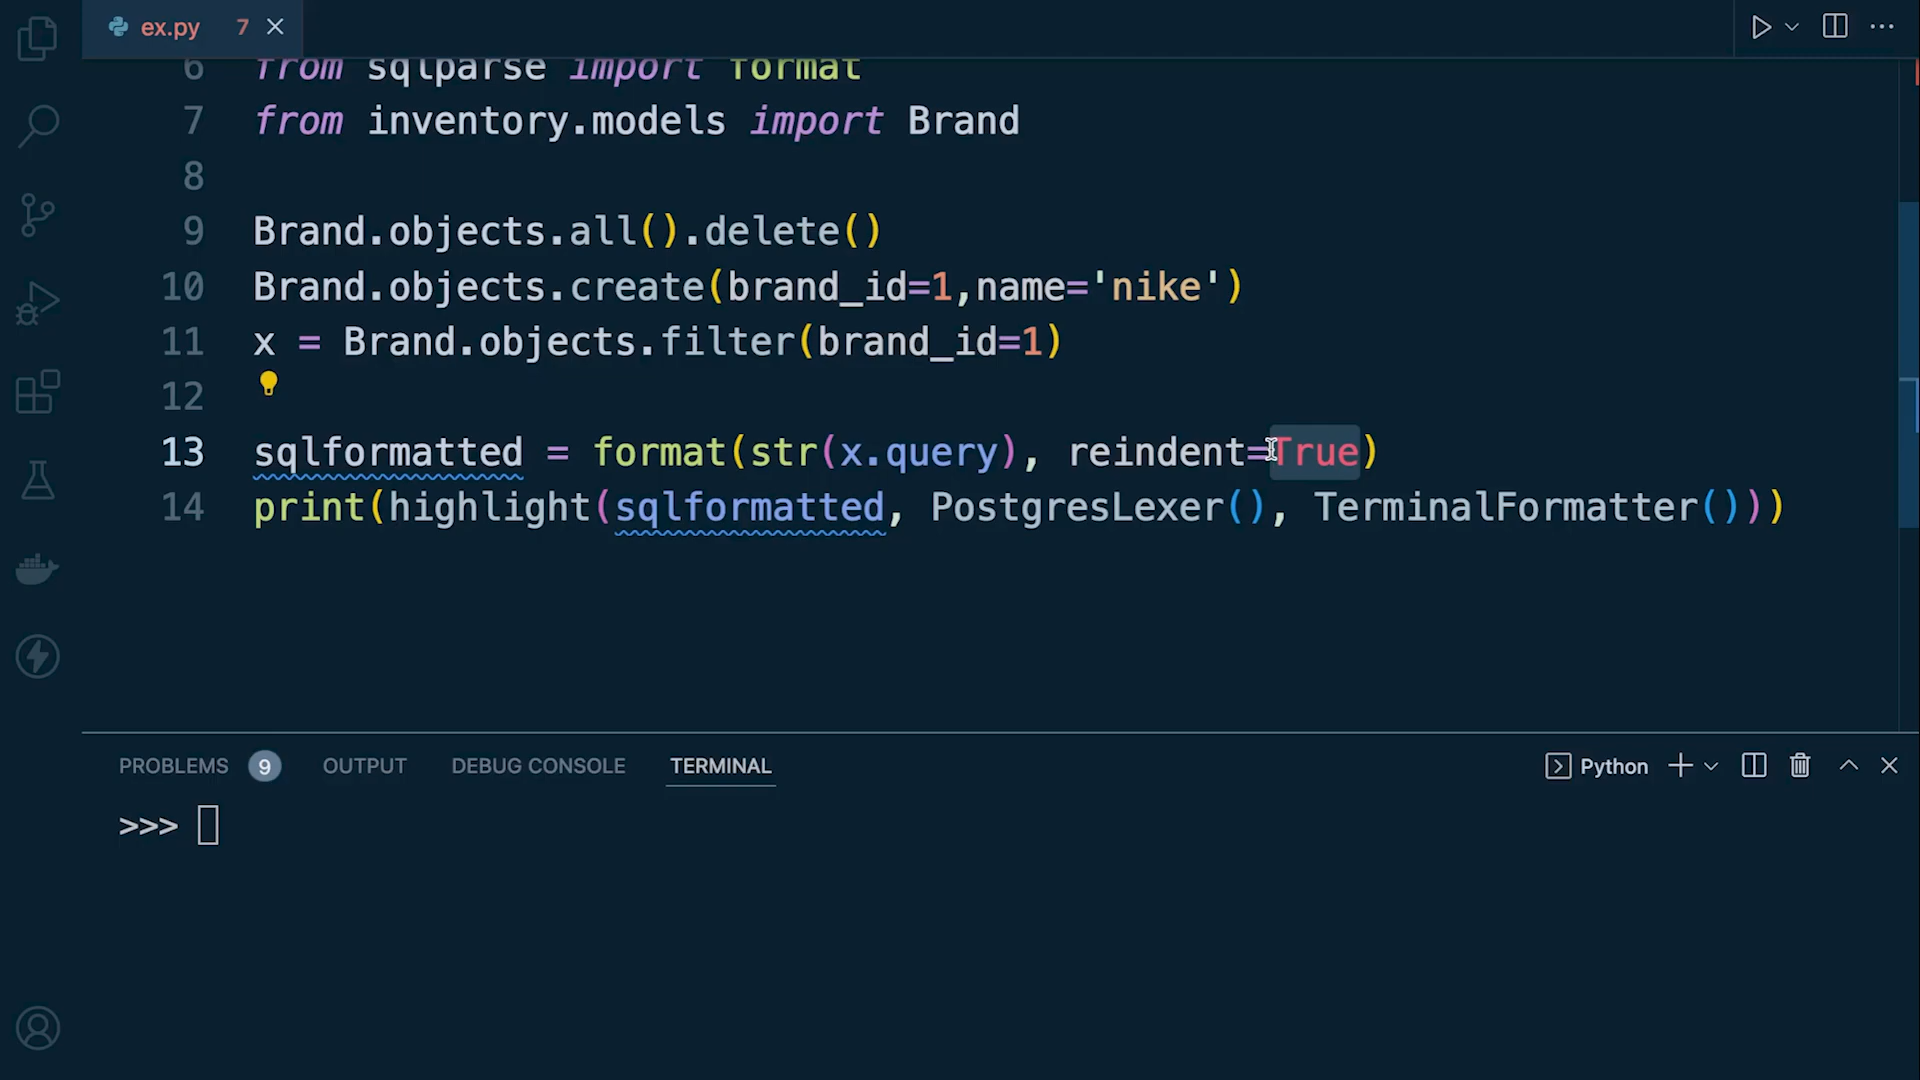 ex.py 7
6 from sqlparse import format
7 from inventory.models import Brand
8
9 Brand.objects.all().delete()
10 Brand.objects.create(brand_id=1,name='nike')
11 x = Brand.objects.filter(brand_id=1)
12
13 sqlformatted = format(str(x.query), reindent=True)
14 print(highlight(sqlformatted, PostgresLexer(), TerminalFormatter()))
PROBLEMS 9 OUTPUT DEBUG CONSOLE TERMINAL Python
>>>